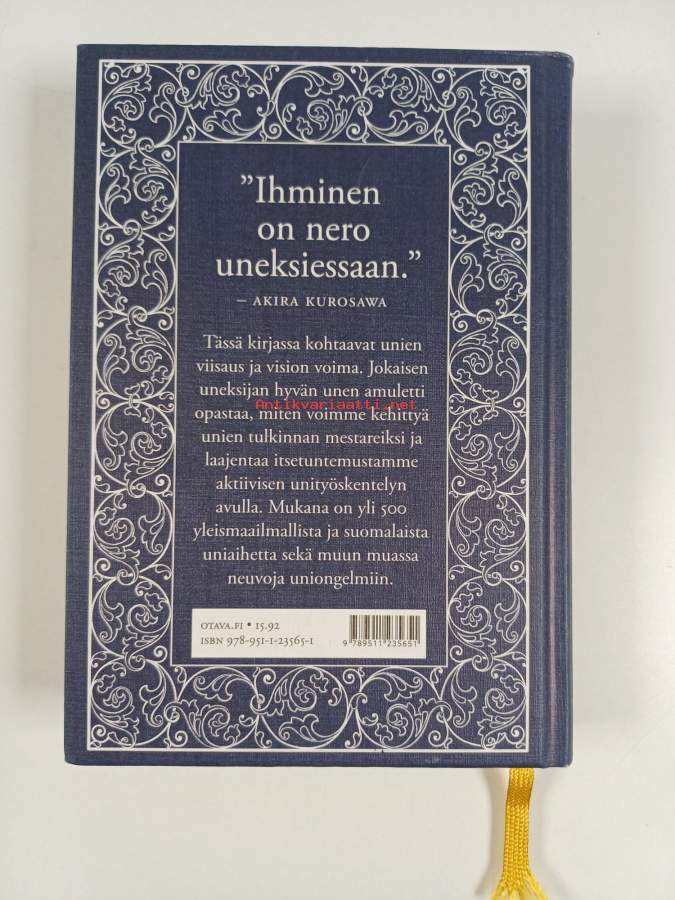 ”Ihminen
on nero
uneksiessaan.”
– AKIRA KUROSAWA
Tässä kirjassa kohtaavat unien
viisaus ja vision voima. Jokaisen
uneksijan hyvän unen amuletti
Antikvariaatti.net
opastaa, miten voimme kehittyä
unien tulkinnan mestareiksi ja
laajentaa itsetuntemustamme
aktiivisen unityöskentelyn
avulla. Mukana on yli 500
yleismaailmallista ja suomalaista
uniaihetta sekä muun muassa
neuvoja uniongelmiin.
OTAVA.FI • 15.92
ISBN 978-951-1-23565-1
9 789511 235651